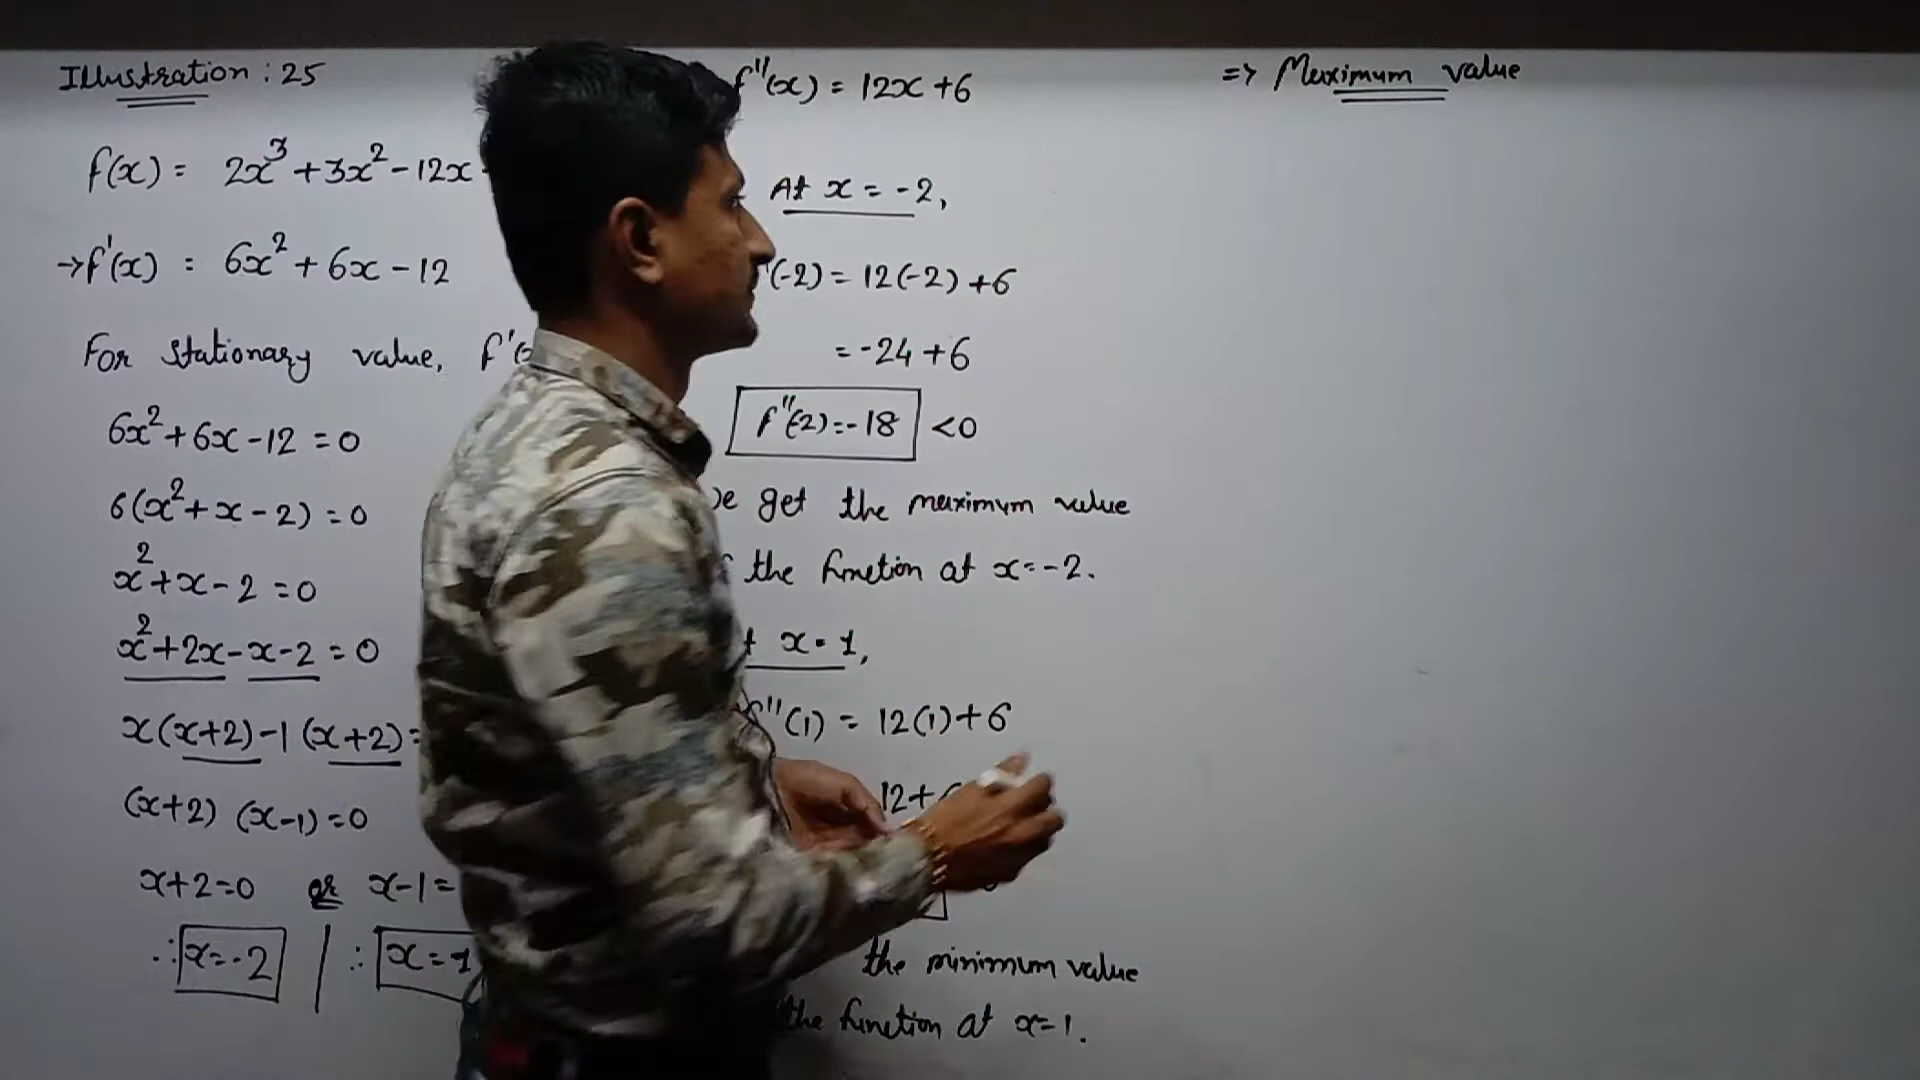 Illustration : 25
f(x) = 2x³ + 3x² - 12x
→ f'(x) = 6x² + 6x - 12
For stationary value, f'(
6x² + 6x - 12 = 0
6(x² + x - 2) = 0
x² + x - 2 = 0
x² + 2x - x - 2 = 0
x(x+2) - 1 (x+2) =
(x+2) (x-1) = 0
x+2=0 or x-1=
∴ x=-2 | ∴ x=1
f''(x) = 12x + 6
At x = -2,
'(-2) = 12(-2) + 6
= -24 + 6
f''(-2) = -18 < 0
get the maximum value
the function at x=-2.
x = 1,
f''(1) = 12(1) + 6
12 +
the minimum value
the function at x=1.
=> Maximum value